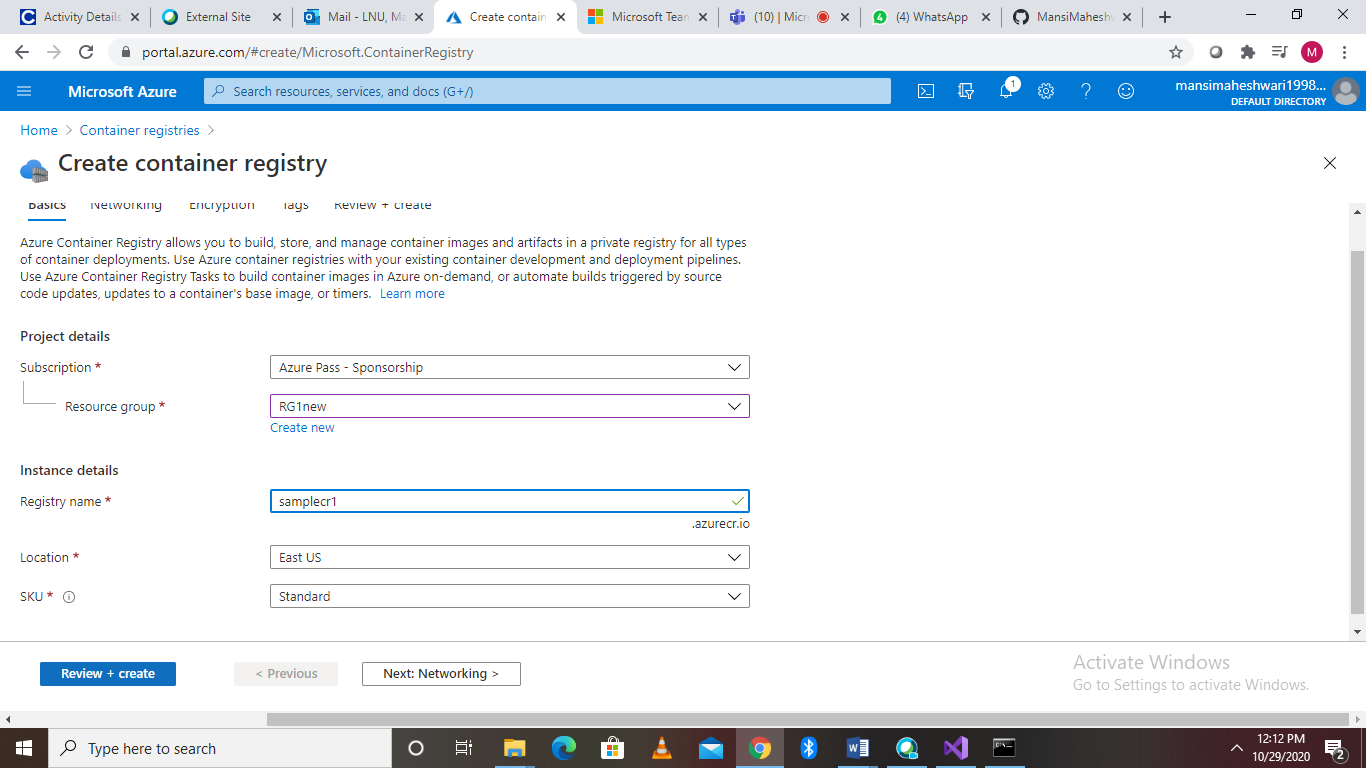 Activity Details
External Site
Mail - LNU, Ma
Create contain
Microsoft Team
(10) | Micro
(4) WhatsApp
MansiMahesh
portal.azure.com/#create/Microsoft.ContainerRegistry
M
Microsoft Azure
Search resources, services, and docs (G+/)
1
mansimaheshwari1998...
DEFAULT DIRECTORY
Home > Container registries >
Create container registry
Basics Networking Encryption Tags Review + create
Azure Container Registry allows you to build, store, and manage container images and artifacts in a private registry for all types
of container deployments. Use Azure container registries with your existing container development and deployment pipelines.
Use Azure Container Registry Tasks to build container images in Azure on-demand, or automate builds triggered by source
code updates, updates to a container's base image, or timers. Learn more
Project details
Subscription *
Azure Pass - Sponsorship
Resource group *
RG1new
Create new
Instance details
Registry name *
samplecr1
.azurecr.io
Location *
East US
SKU *
Standard
Review + create
< Previous
Next: Networking >
Activate Windows
Go to Settings to activate Windows.
Type here to search
12:12 PM
10/29/2020
2